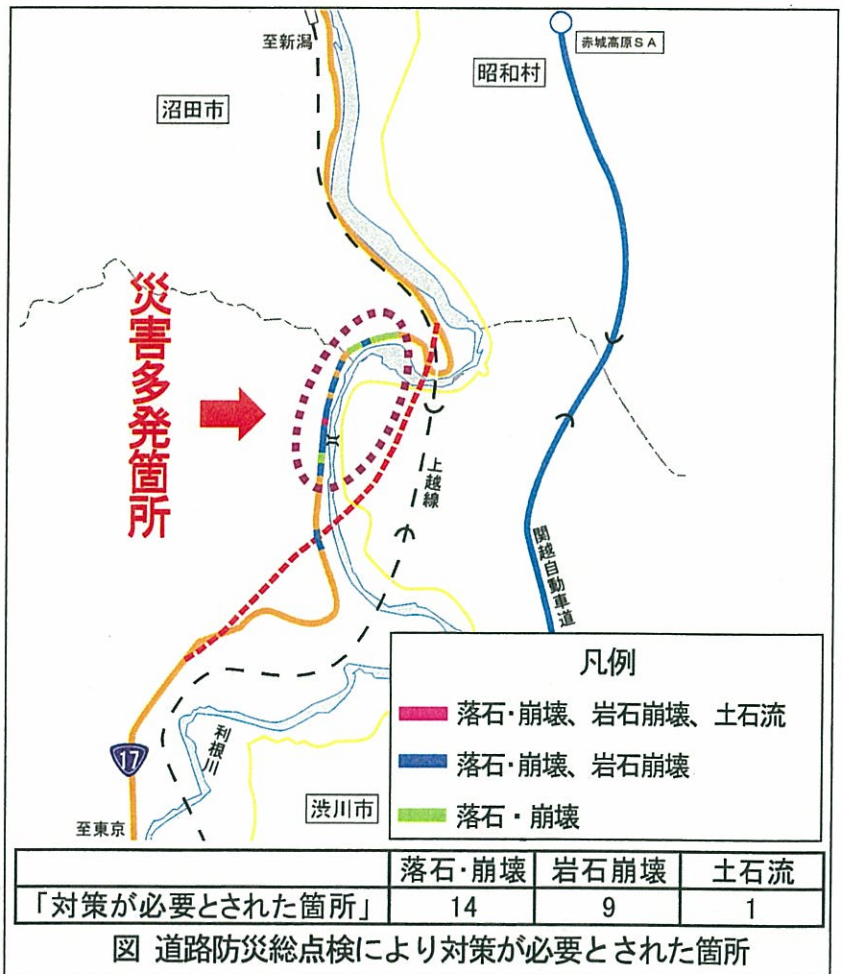 至新潟
赤城高原SA
昭和村
沼田市
災害多発箇所
上越線
関越自動車道
凡例
落石・崩壊、岩石崩壊、土石流
落石・崩壊、岩石崩壊
落石・崩壊
17
利根川
渋川市
至東京
落石・崩壊 岩石崩壊 土石流
「対策が必要とされた箇所」 14 9 1
図 道路防災総点検により対策が必要とされた箇所